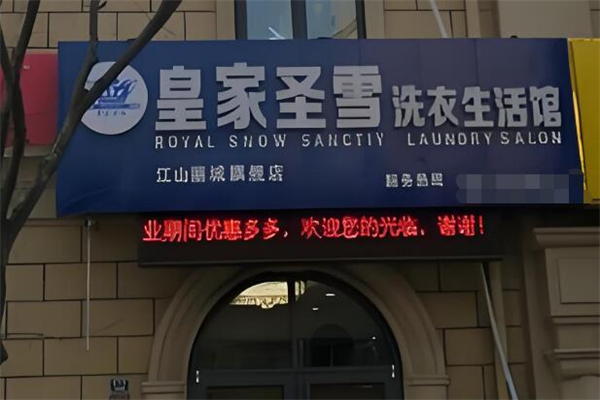 皇家圣雪 洗衣生活馆
ROYAL SNOW SANCTIY LAUNDRY SALON
江山丽城旗舰店
业期间优惠多多，欢迎您的光临，谢谢！